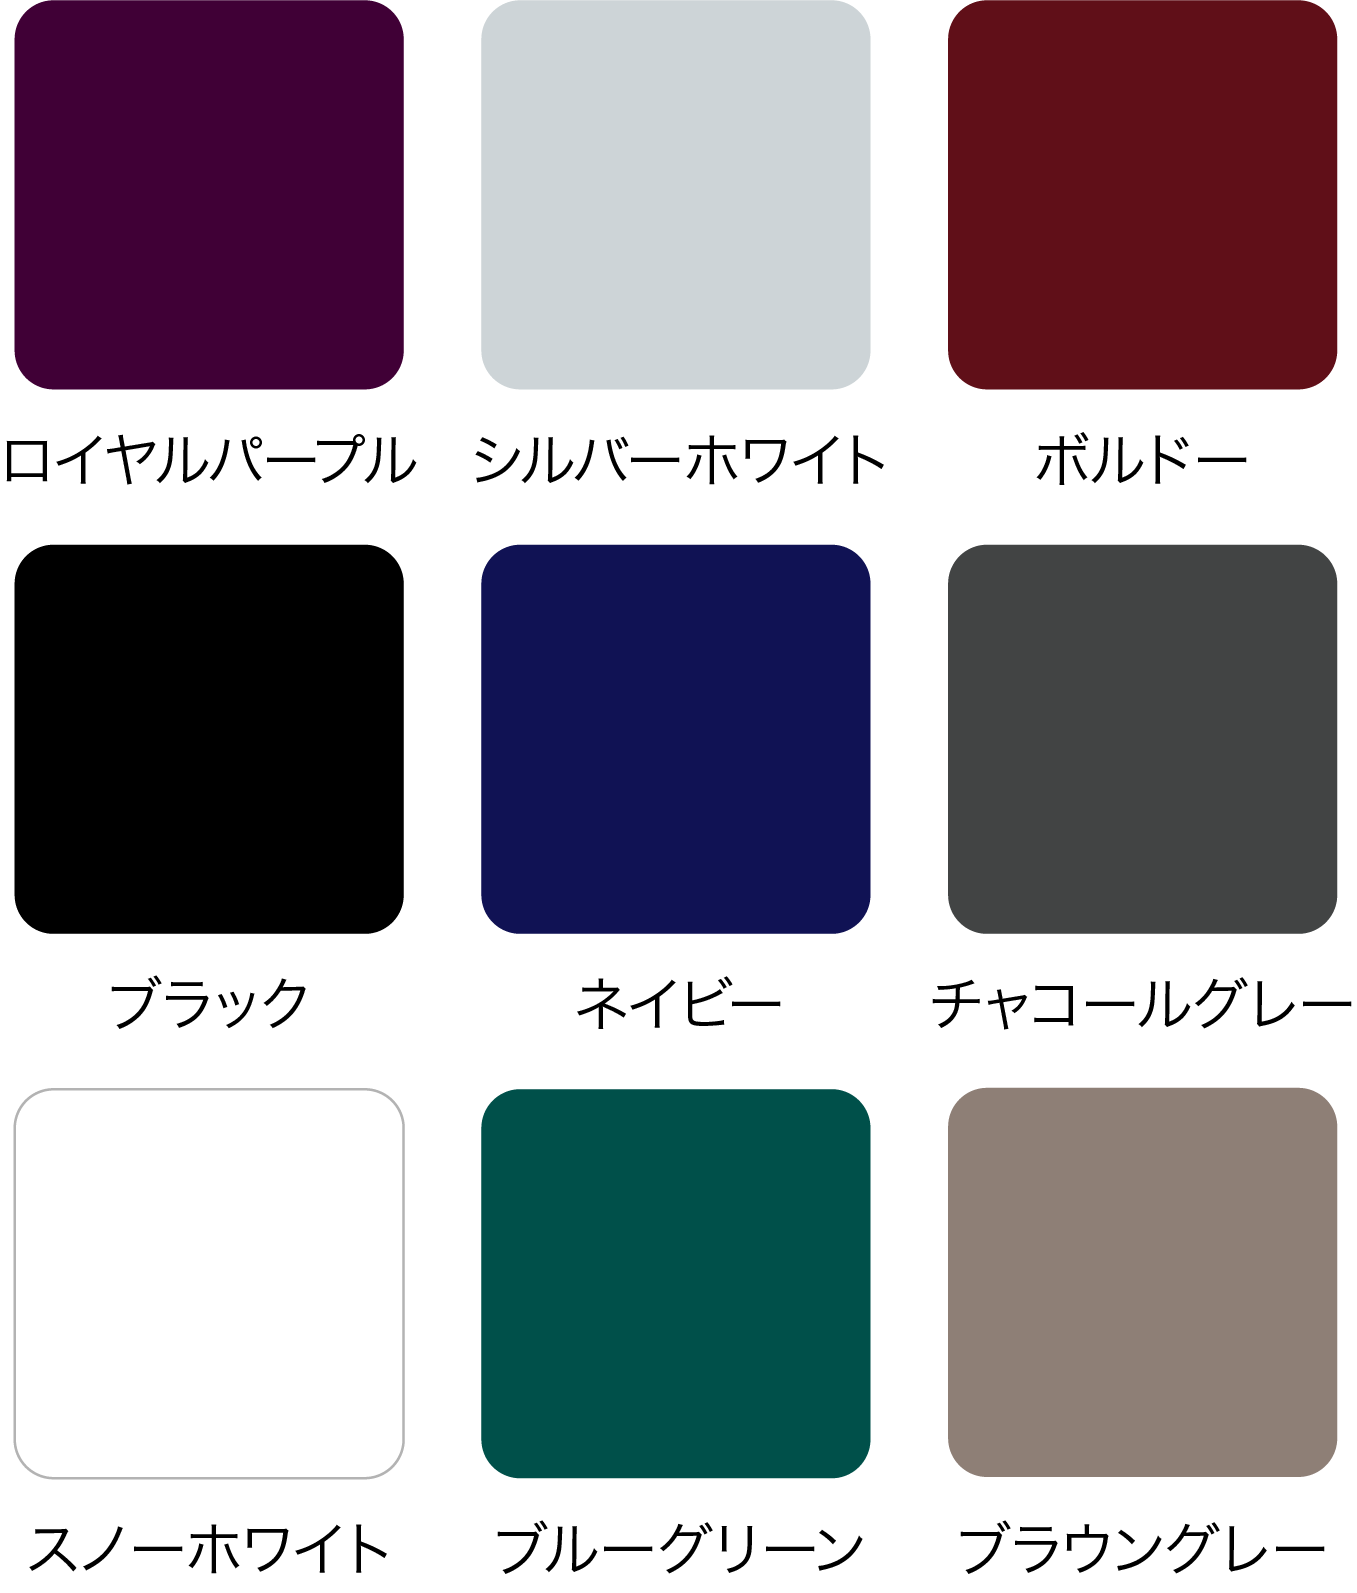 ロイヤルパープル
シルバーホワイト
ボルドー
ブラック
ネイビー
チャコールグレー
スノーホワイト
ブルーグリーン
ブラウングレー